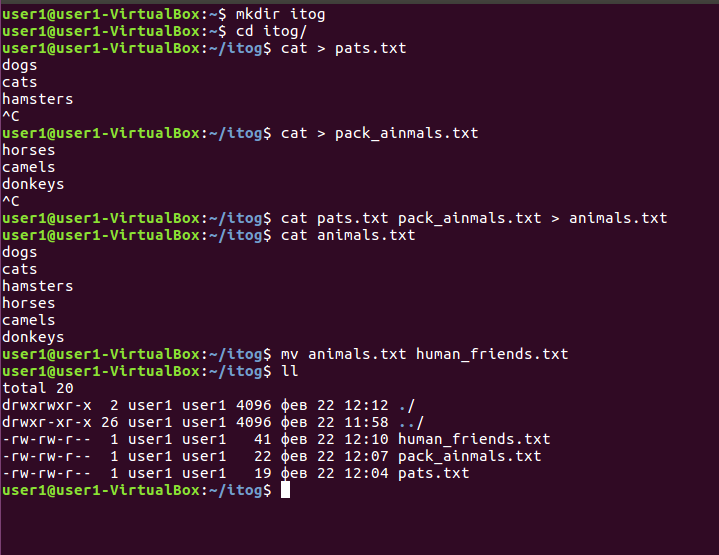 user1@user1-VirtualBox:~$ mkdir itog
user1@user1-VirtualBox:~$ cd itog/
user1@user1-VirtualBox:~/itog$ cat > pats.txt
dogs
cats
hamsters
^C
user1@user1-VirtualBox:~/itog$ cat > pack_ainmals.txt
horses
camels
donkeys
^C
user1@user1-VirtualBox:~/itog$ cat pats.txt pack_ainmals.txt > animals.txt
user1@user1-VirtualBox:~/itog$ cat animals.txt
dogs
cats
hamsters
horses
camels
donkeys
user1@user1-VirtualBox:~/itog$ mv animals.txt human_friends.txt
user1@user1-VirtualBox:~/itog$ ll
total 20
drwxrwxr-x  2 user1 user1 4096 фев 22 12:12 ./
drwxr-xr-x 26 user1 user1 4096 фев 22 11:58 ../
-rw-rw-r--  1 user1 user1   41 фев 22 12:10 human_friends.txt
-rw-rw-r--  1 user1 user1   22 фев 22 12:07 pack_ainmals.txt
-rw-rw-r--  1 user1 user1   19 фев 22 12:04 pats.txt
user1@user1-VirtualBox:~/itog$